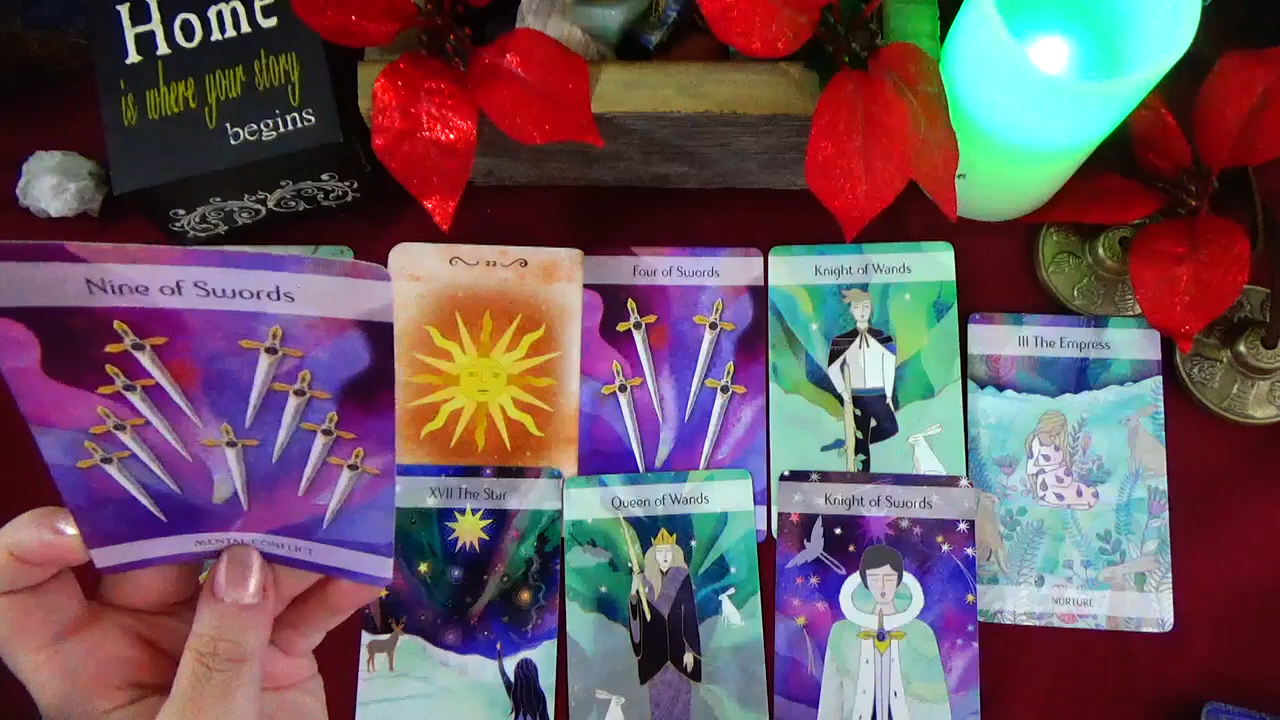 Home
is where your story
begins
Nine of Swords
MENTAL CONFLICT
22
Four of Swords
Knight of Wands
III The Empress
NURTURE
XVII The Star
Queen of Wands
Knight of Swords